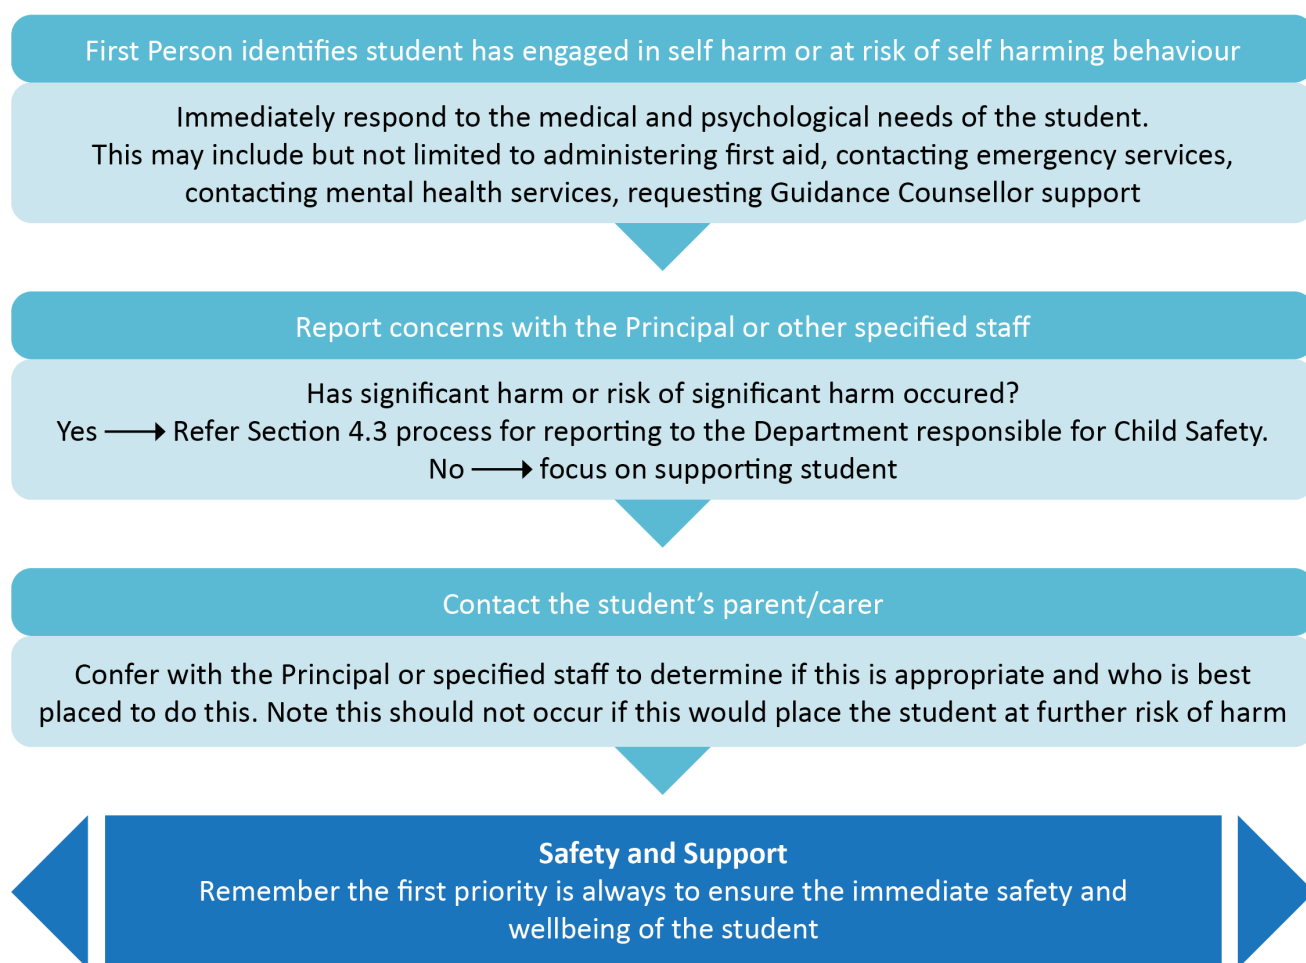 First Person identifies student has engaged in self harm or at risk of self harming behaviour
Immediately respond to the medical and psychological needs of the student.
This may include but not limited to administering first aid, contacting emergency services,
contacting mental health services, requesting Guidance Counsellor support
Report concerns with the Principal or other specified staff
Has significant harm or risk of significant harm occured?
Yes → Refer Section 4.3 process for reporting to the Department responsible for Child Safety.
No → focus on supporting student
Contact the student’s parent/carer
Confer with the Principal or specified staff to determine if this is appropriate and who is best
placed to do this. Note this should not occur if this would place the student at further risk of harm
Safety and Support
Remember the first priority is always to ensure the immediate safety and
wellbeing of the student